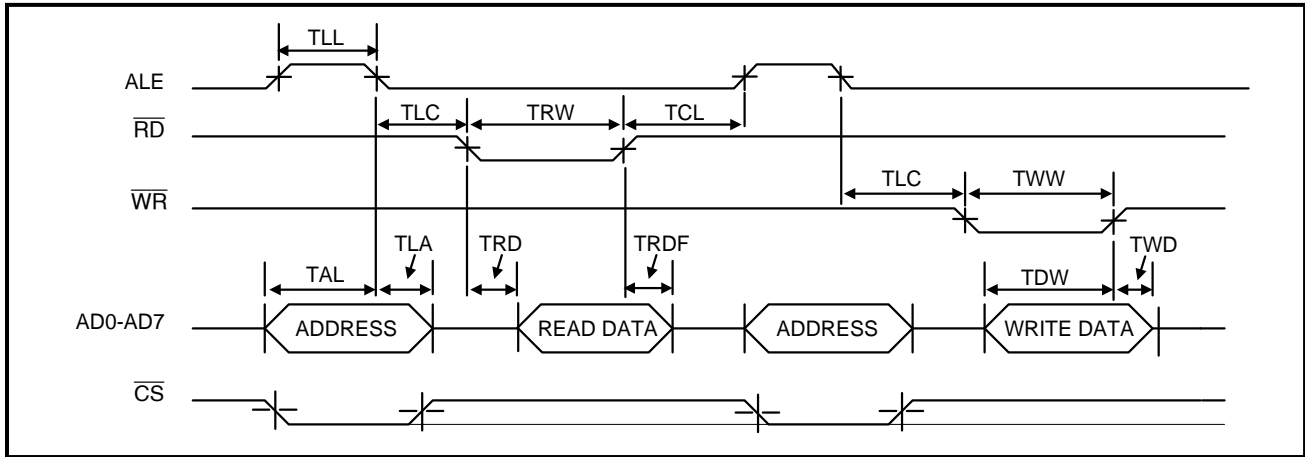 TLL
ALE
TLC TRW TCL
RD
TLC TWW
WR
TLA TRD TRDF TWD
TAL TDW
AD0-AD7 ADDRESS READ DATA ADDRESS WRITE DATA
CS